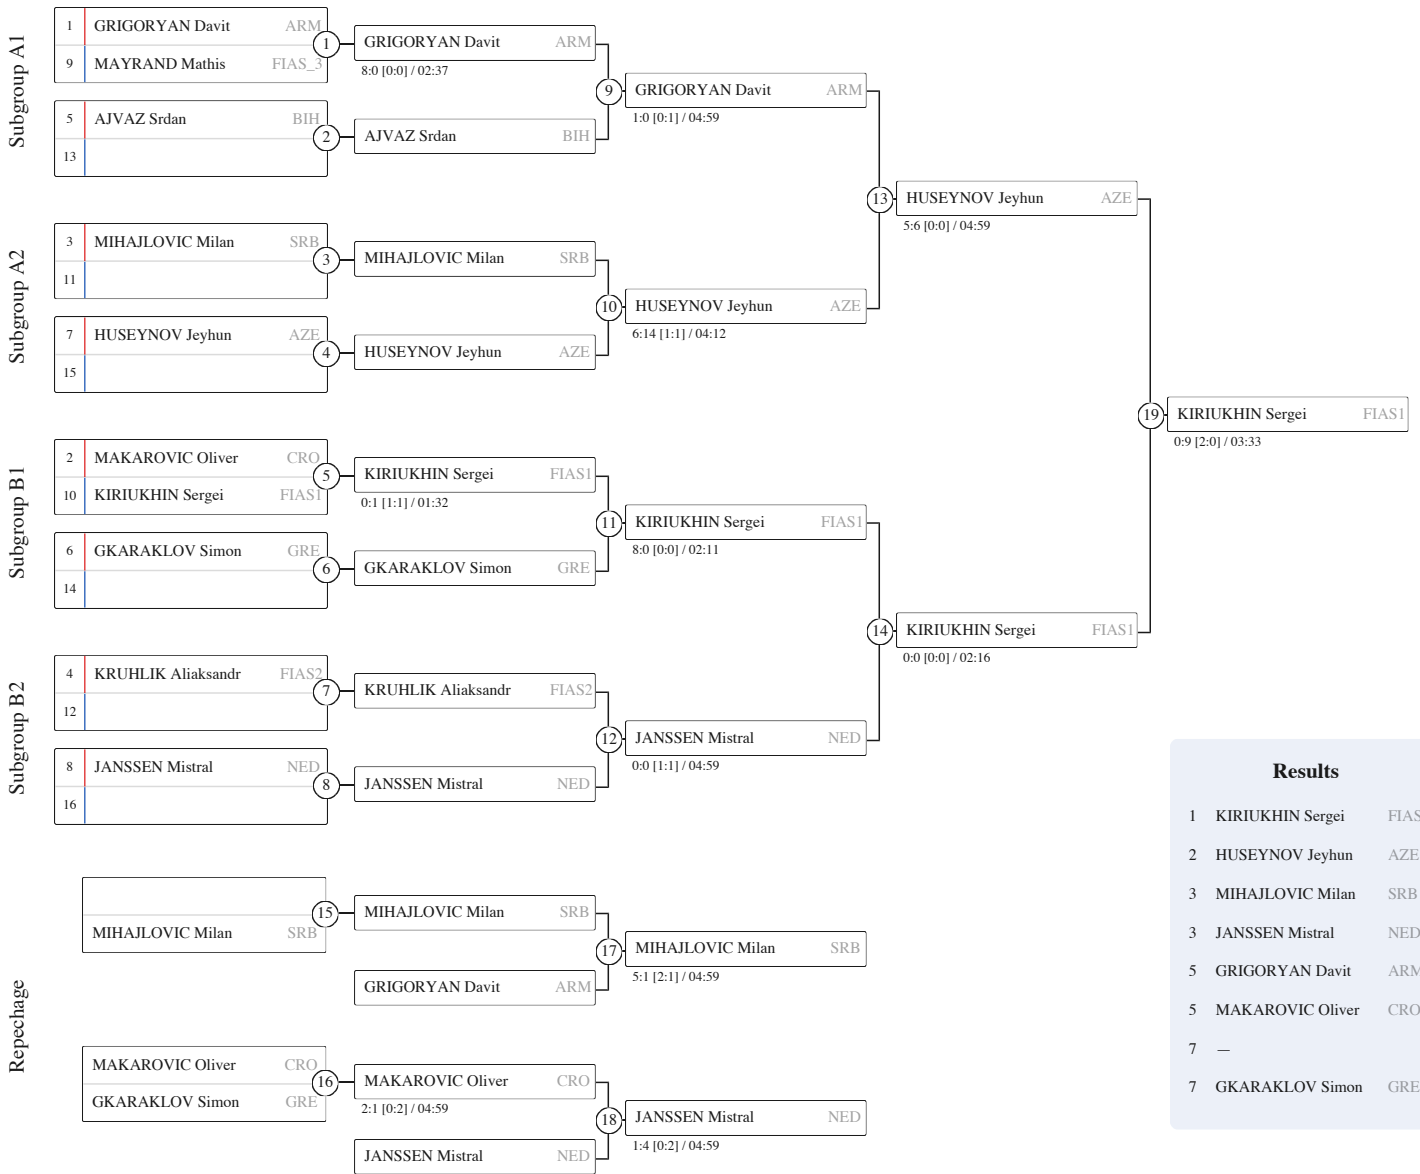 Subgroup A1
1 GRIGORYAN Davit ARM
9 MAYRAND Mathis FIAS_3
1
GRIGORYAN Davit ARM
8:0 [0:0] / 02:37
5 AJVAZ Srdan BIH
13
2
AJVAZ Srdan BIH
9
GRIGORYAN Davit ARM
1:0 [0:1] / 04:59
Subgroup A2
3 MIHAJLOVIC Milan SRB
11
3
MIHAJLOVIC Milan SRB
7 HUSEYNOV Jeyhun AZE
15
4
HUSEYNOV Jeyhun AZE
10
HUSEYNOV Jeyhun AZE
6:14 [1:1] / 04:12
13
HUSEYNOV Jeyhun AZE
5:6 [0:0] / 04:59
Subgroup B1
2 MAKAROVIC Oliver CRO
10 KIRIUKHIN Sergei FIAS1
5
KIRIUKHIN Sergei FIAS1
0:1 [1:1] / 01:32
6 GKARAKLOV Simon GRE
14
6
GKARAKLOV Simon GRE
11
KIRIUKHIN Sergei FIAS1
8:0 [0:0] / 02:11
Subgroup B2
4 KRUHLIK Aliaksandr FIAS2
12
7
KRUHLIK Aliaksandr FIAS2
8 JANSSEN Mistral NED
16
8
JANSSEN Mistral NED
12
JANSSEN Mistral NED
0:0 [1:1] / 04:59
14
KIRIUKHIN Sergei FIAS1
0:0 [0:0] / 02:16
19
KIRIUKHIN Sergei FIAS1
0:9 [2:0] / 03:33
Repechage
MIHAJLOVIC Milan SRB
15
MIHAJLOVIC Milan SRB
GRIGORYAN Davit ARM
17
MIHAJLOVIC Milan SRB
5:1 [2:1] / 04:59
MAKAROVIC Oliver CRO
GKARAKLOV Simon GRE
16
MAKAROVIC Oliver CRO
2:1 [0:2] / 04:59
JANSSEN Mistral NED
18
JANSSEN Mistral NED
1:4 [0:2] / 04:59
Results
1 KIRIUKHIN Sergei FIAS
2 HUSEYNOV Jeyhun AZE
3 MIHAJLOVIC Milan SRB
3 JANSSEN Mistral NED
5 GRIGORYAN Davit ARM
5 MAKAROVIC Oliver CRO
7 —
7 GKARAKLOV Simon GRE